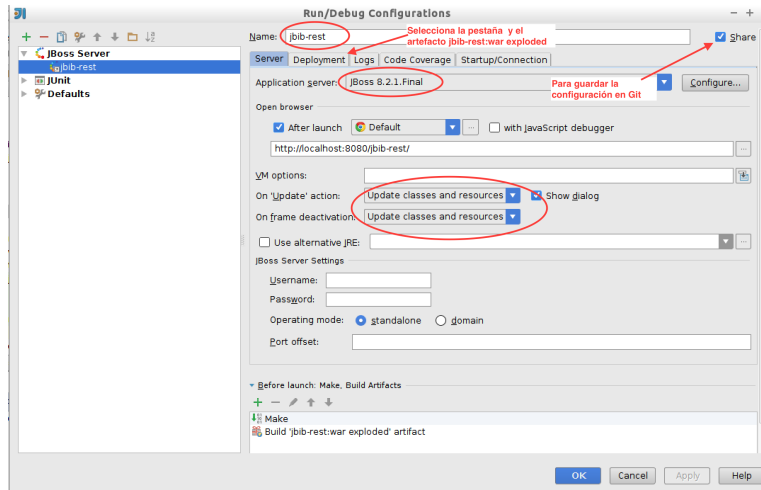 Run/Debug Configurations
Name: jbib-rest
Selecciona la pestaña y el
artefacto jbib-rest:war exploded
Share
JBoss Server
jbib-rest
JUnit
Defaults
Server Deployment Logs Code Coverage Startup/Connection
Application server: JBoss 8.2.1.Final
Configure...
Para guardar la
configuración en Git
Open browser
After launch Default ... with JavaScript debugger
http://localhost:8080/jbib-rest/ ...
VM options:
On 'Update' action: Update classes and resources Show dialog
On frame deactivation: Update classes and resources
Use alternative JRE: ...
JBoss Server Settings
Username:
Password:
Operating mode: standalone domain
Port offset:
Before launch: Make, Build Artifacts
Make
Build 'jbib-rest:war exploded' artifact
OK Cancel Apply Help